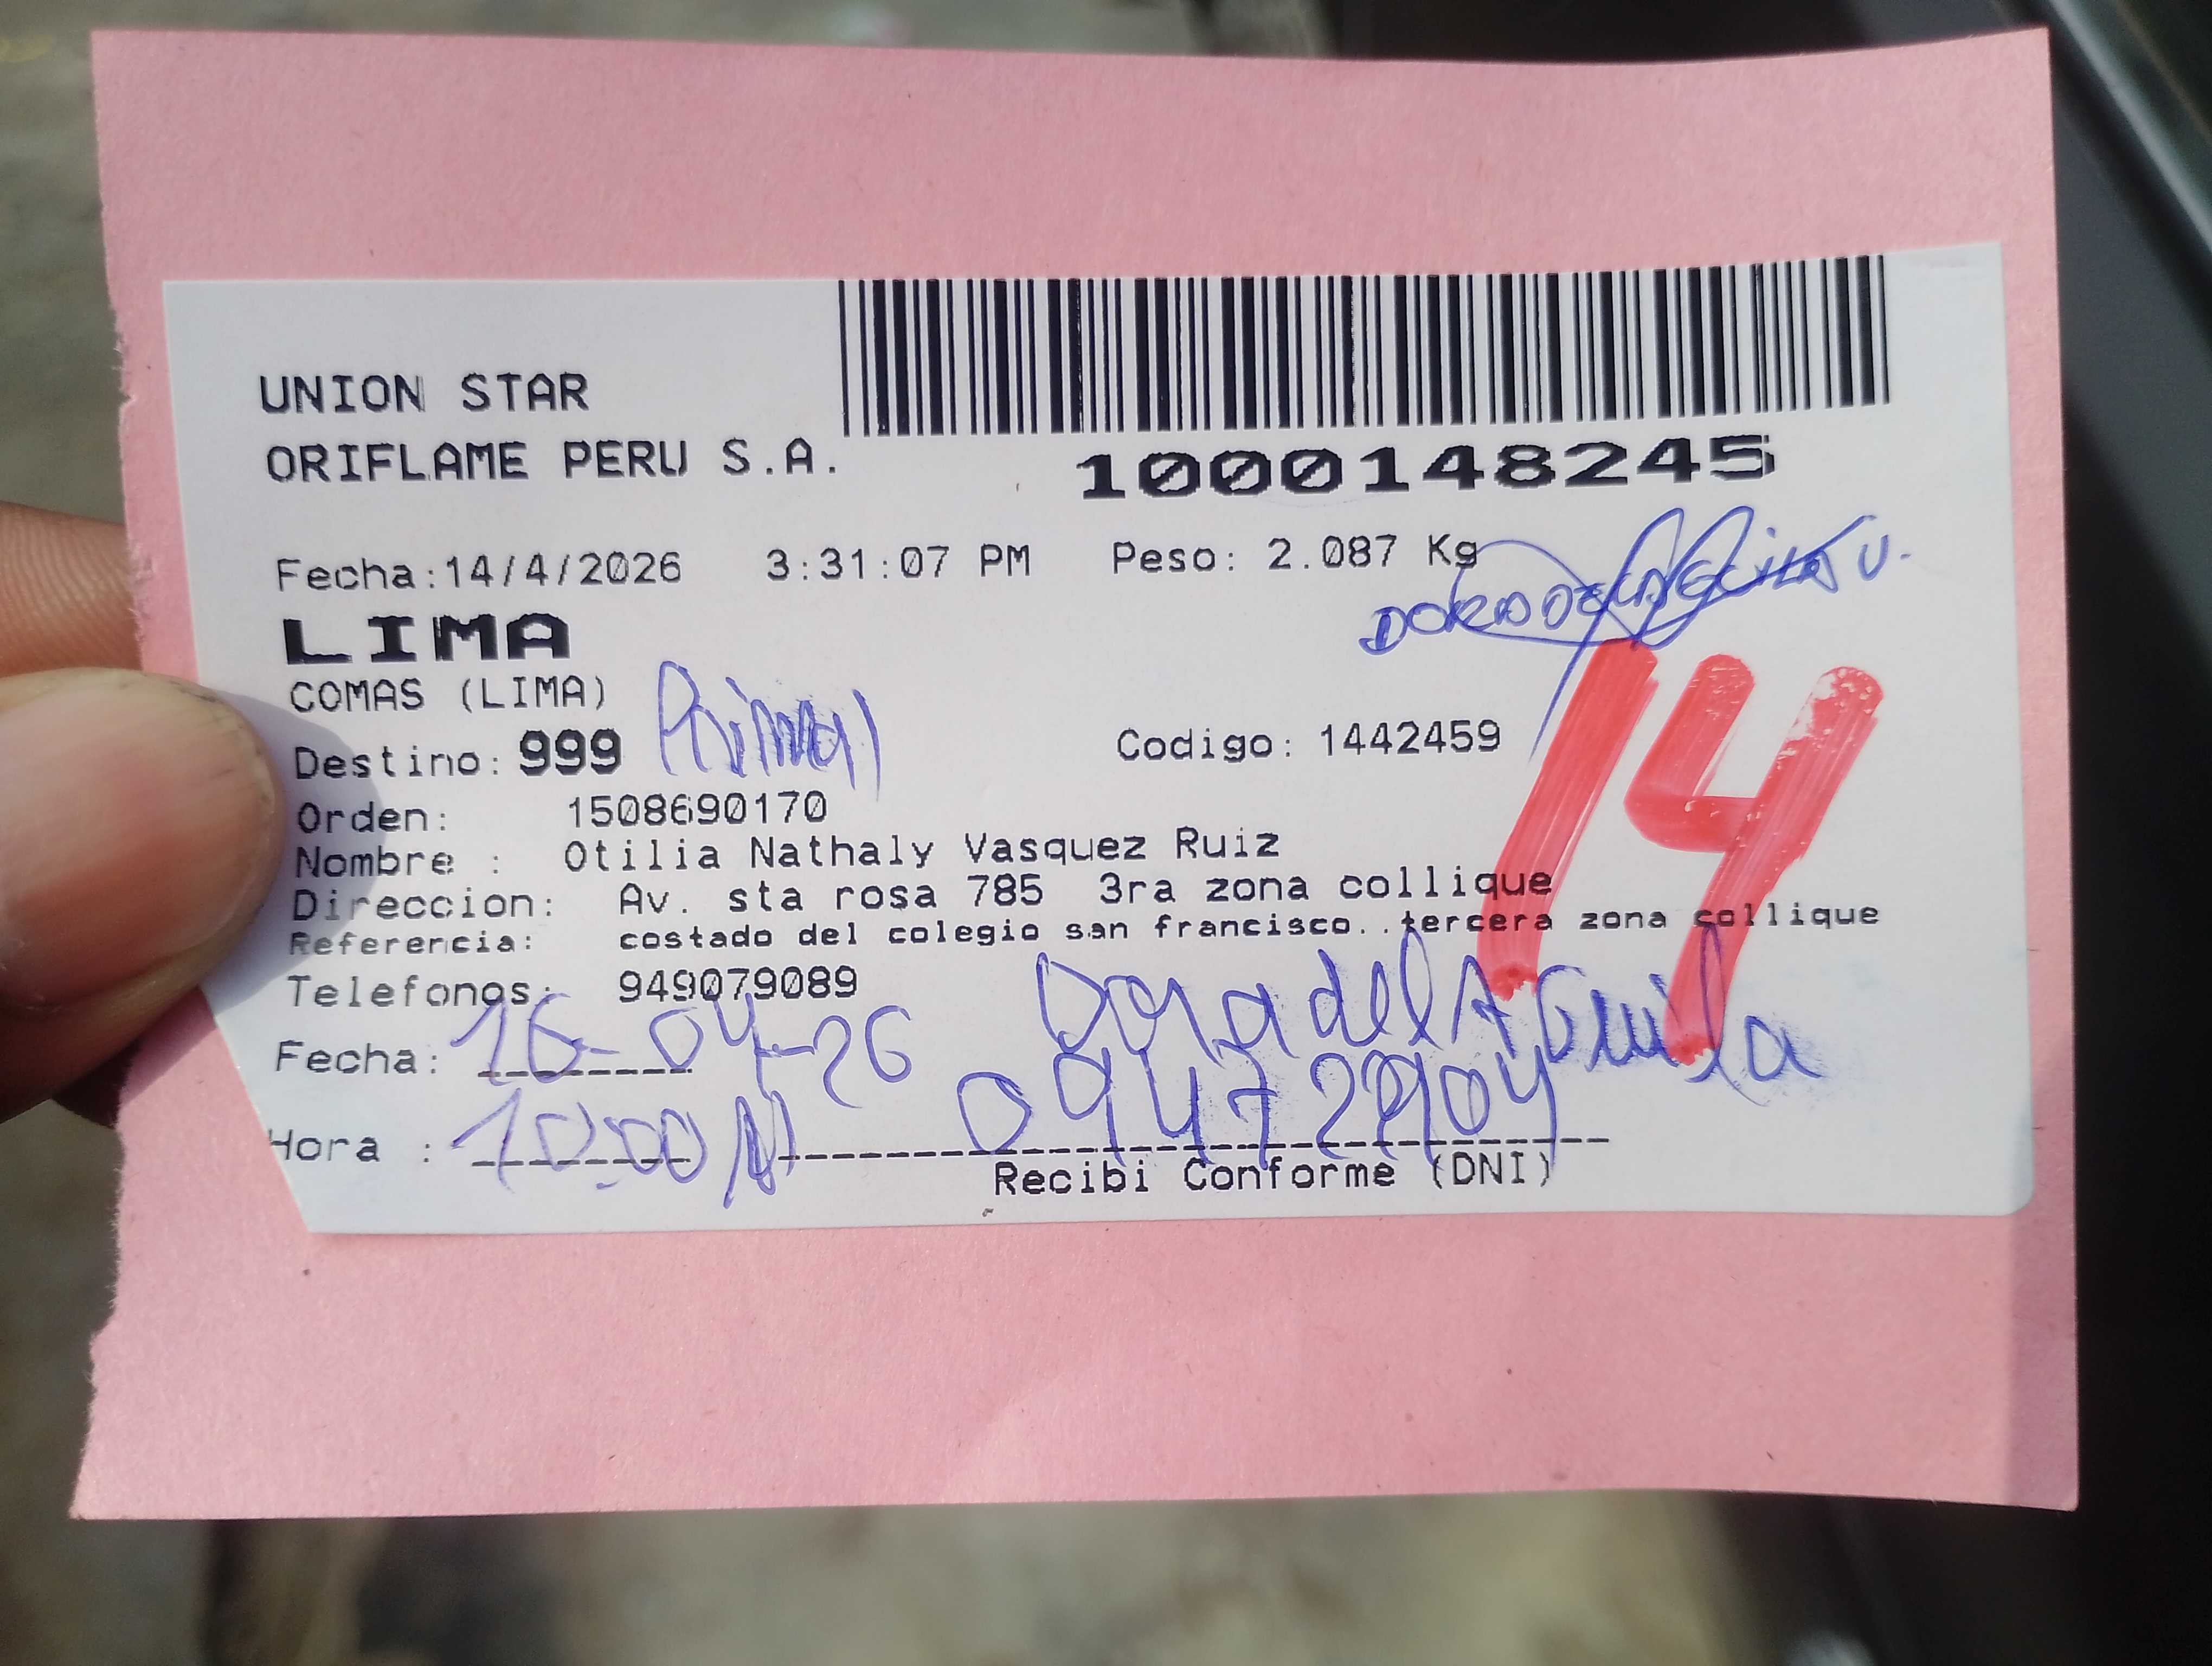 UNION STAR
ORIFLAME PERU S.A.
1000148245
Fecha:14/4/2026 3:31:07 PM Peso: 2.087 Kg
LIMA
COMAS (LIMA)
Destino: 999
Codigo: 1442459
14
Orden: 1508690170
Nombre : Otilia Nathaly Vasquez Ruiz
Direccion: Av. sta rosa 785 3ra zona collique
Referencia: costado del colegio san francisco..tercera zona collique
Telefonos: 949079089
Dora del Aguila
Fecha: 16-04-26
Hora : 10:00
Recibi Conforme (DNI)